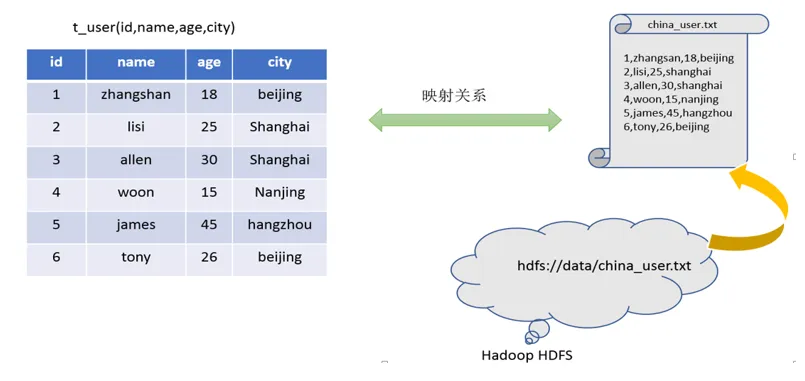 t_user(id,name,age,city)
id name age city
1 zhangshan 18 beijing
2 lisi 25 Shanghai
3 allen 30 Shanghai
4 woon 15 Nanjing
5 james 45 hangzhou
6 tony 26 beijing
映射关系
china_user.txt
1,zhangsan,18,beijing
2,lisi,25,shanghai
3,allen,30,shanghai
4,woon,15,nanjing
5,james,45,hangzhou
6,tony,26,beijing
hdfs://data/china_user.txt
Hadoop HDFS